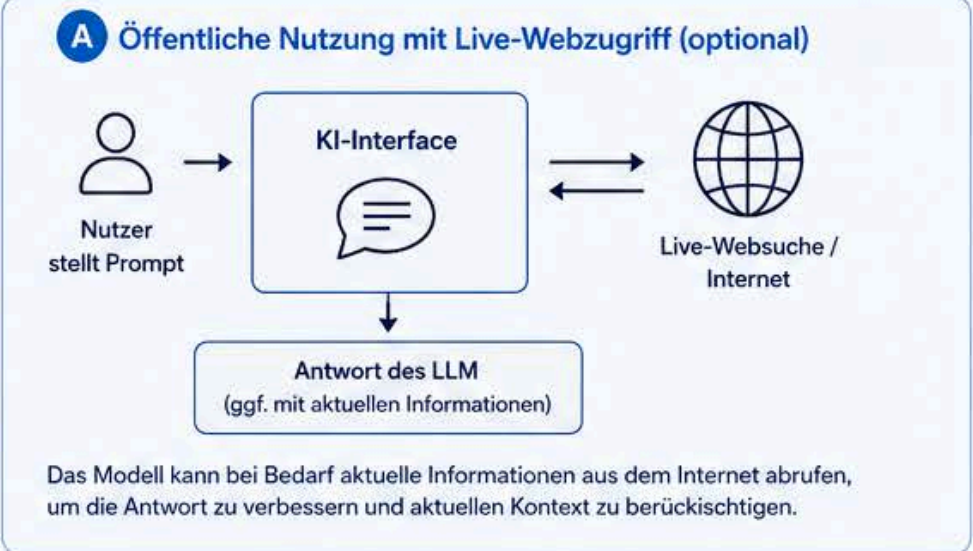 A Öffentliche Nutzung mit Live-Webzugriff (optional)
KI-Interface
Nutzer
stellt Prompt
Live-Websuche /
Internet
Antwort des LLM
(ggf. mit aktuellen Informationen)
Das Modell kann bei Bedarf aktuelle Informationen aus dem Internet abrufen,
um die Antwort zu verbessern und aktuellen Kontext zu berückischtigen.